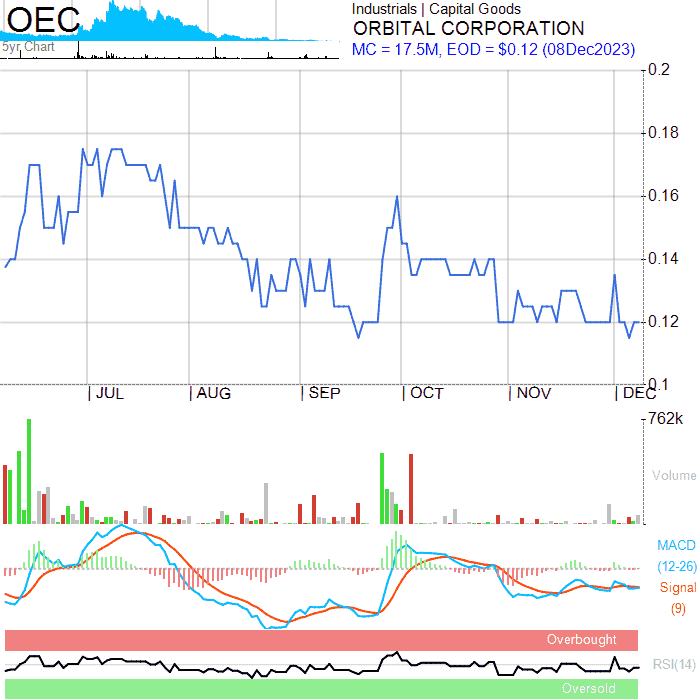 OEC
5yr Chart
Industrials | Capital Goods
ORBITAL CORPORATION
MC = 17.5M, EOD = $0.12 (08Dec2023)
0.2
0.18
0.16
0.14
0.12
0.1
JUL AUG SEP OCT NOV DEC
762k
Volume
MACD
(12-26)
Signal
(9)
Overbought
RSI(14)
Oversold